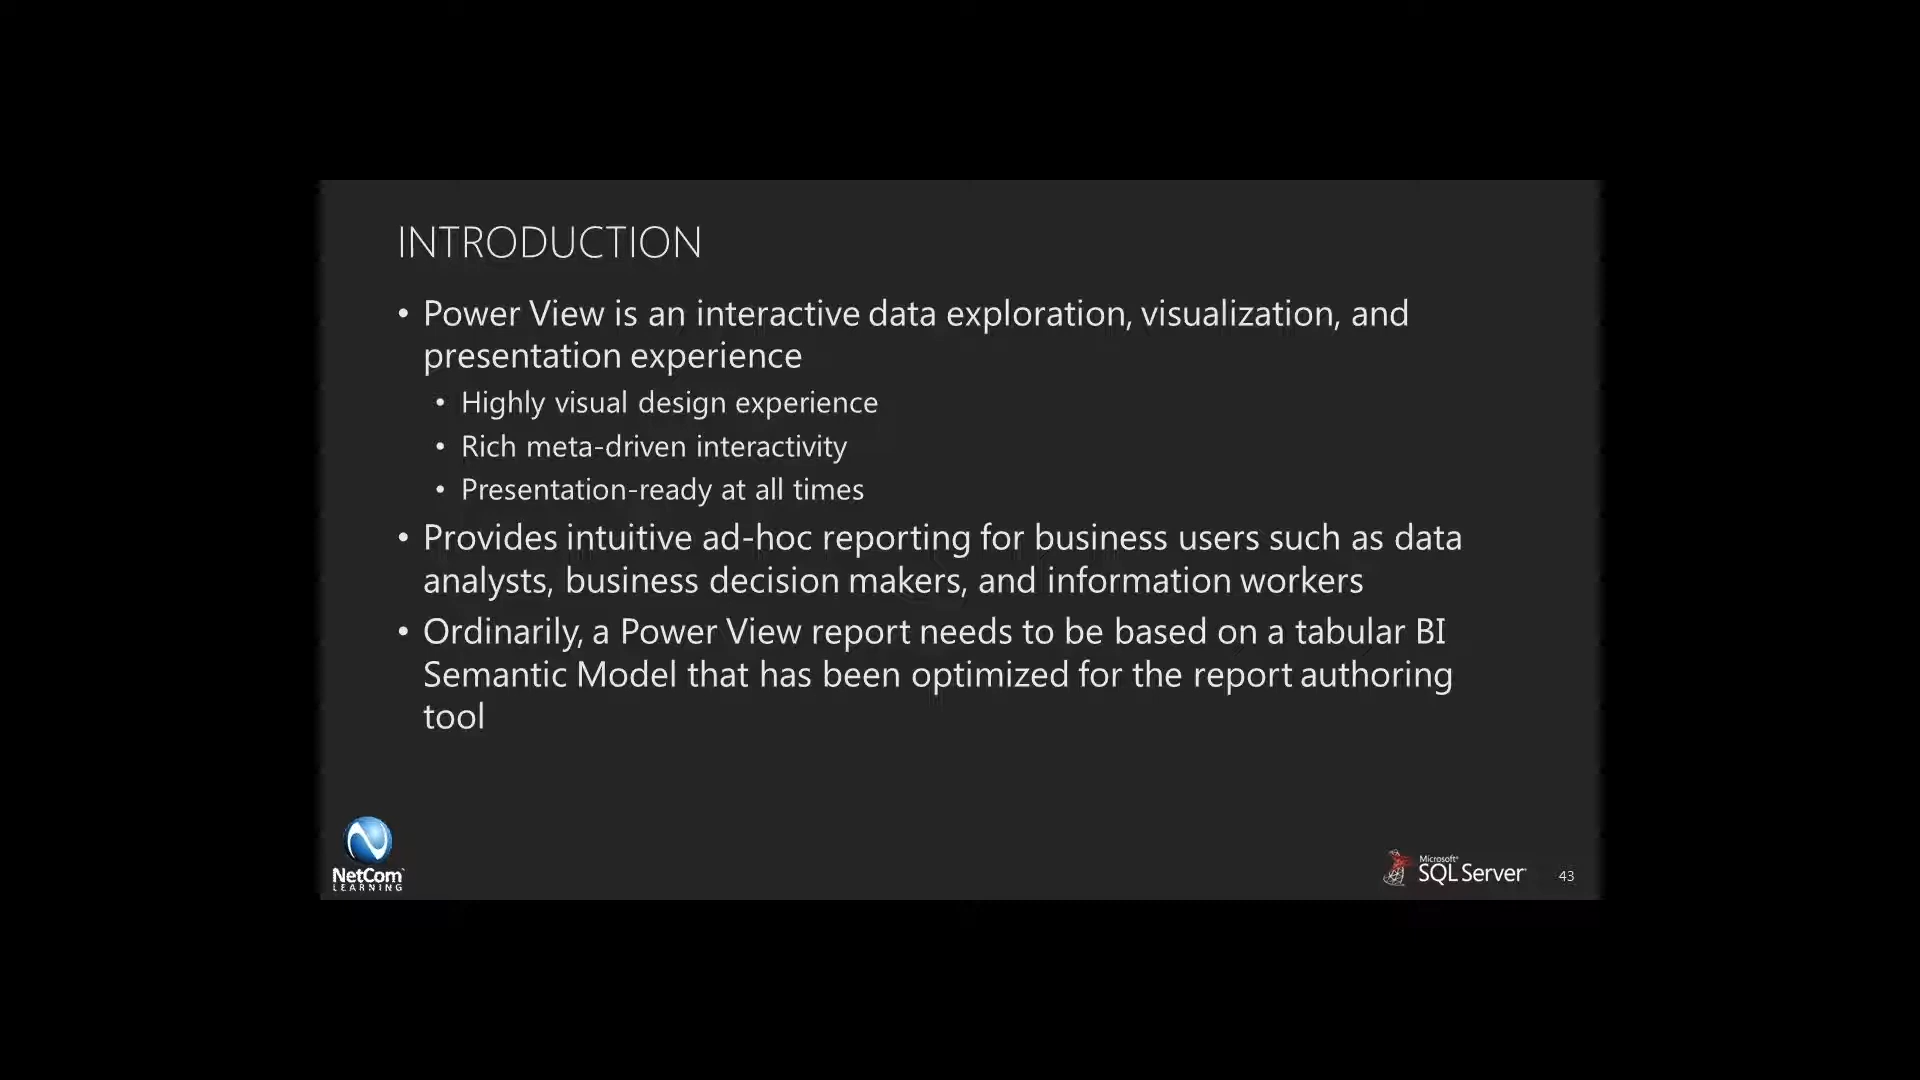 INTRODUCTION
• Power View is an interactive data exploration, visualization, and
presentation experience
• Highly visual design experience
• Rich meta-driven interactivity
• Presentation-ready at all times
• Provides intuitive ad-hoc reporting for business users such as data
analysts, business decision makers, and information workers
• Ordinarily, a Power View report needs to be based on a tabular BI
Semantic Model that has been optimized for the report authoring
tool
NetCom
LEARNING
Microsoft
SQL Server
43